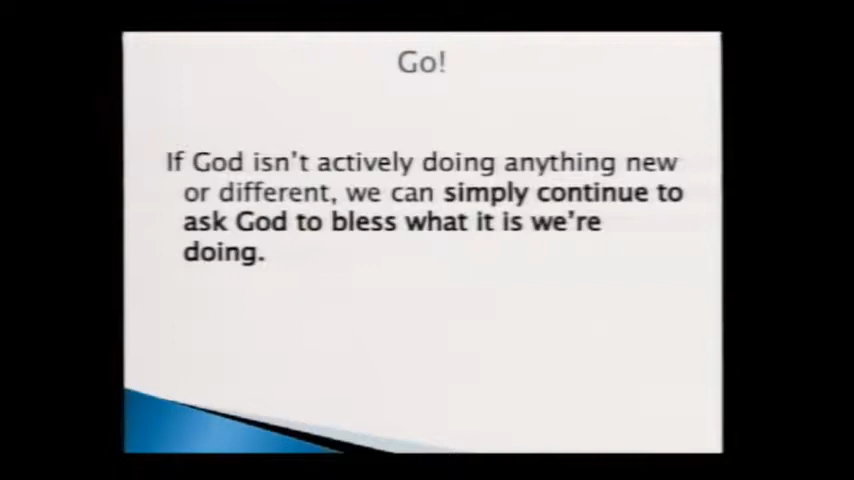 Go!
If God isn't actively doing anything new
or different, we can simply continue to
ask God to bless what it is we're
doing.